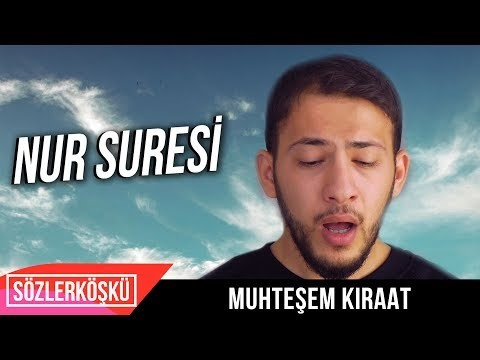 NUR SURESİ
SÖZLERKÖŞKÜ
MUHTEŞEM KIRAAT